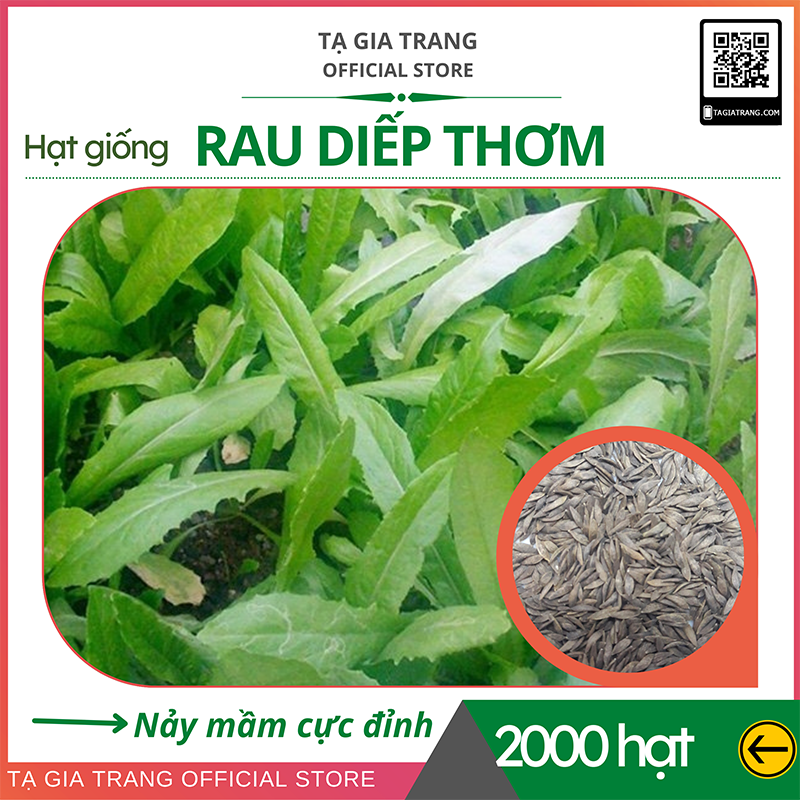 TẠ GIA TRANG
OFFICIAL STORE
TAGIATRANG.COM
Hạt giống RAU DIẾP THƠM
Nảy mầm cực đỉnh
2000 hạt
TẠ GIA TRANG OFFICIAL STORE